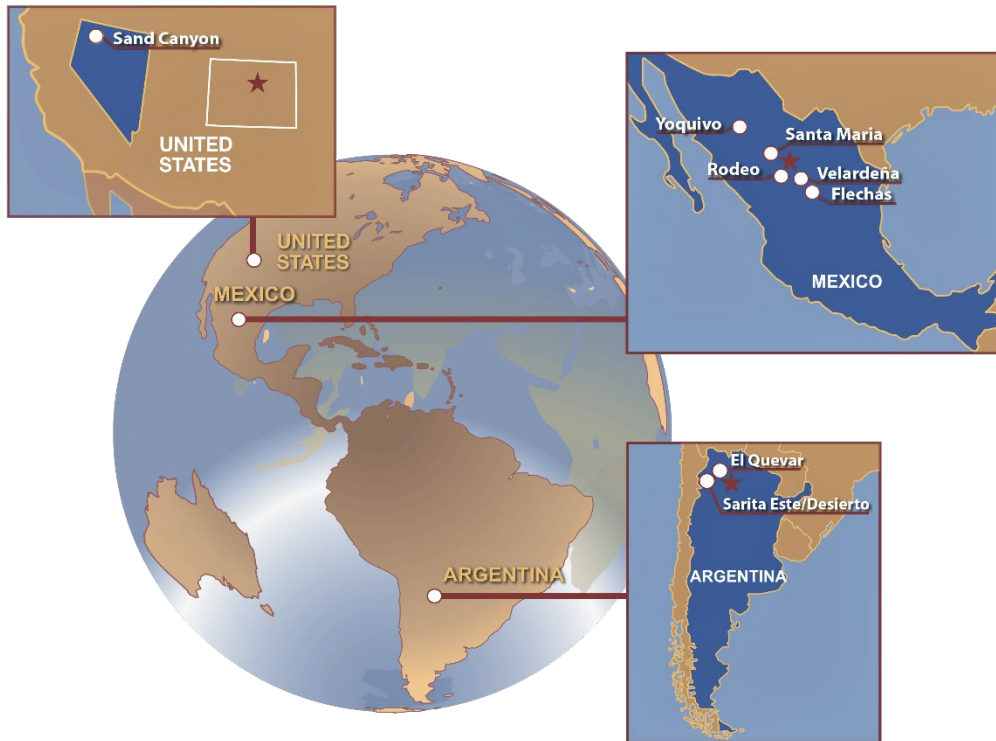 Sand Canyon
UNITED
STATES
Yoquivo
Santa Maria
Rodeo
Velardeña
Flechas
MEXICO
UNITED
STATES
MEXICO
El Quevar
Sarita Este/Desierto
ARGENTINA
ARGENTINA